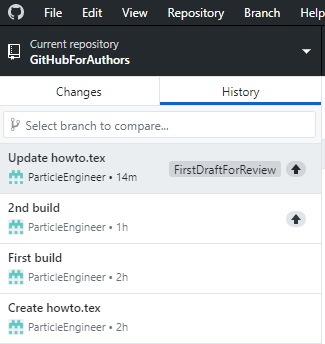 File Edit View Repository Branch Help
Current repository
GitHubForAuthors
Changes History
Select branch to compare...
Update howto.tex
FirstDraftForReview
ParticleEngineer • 14m
2nd build
ParticleEngineer • 1h
First build
ParticleEngineer • 2h
Create howto.tex
ParticleEngineer • 2h